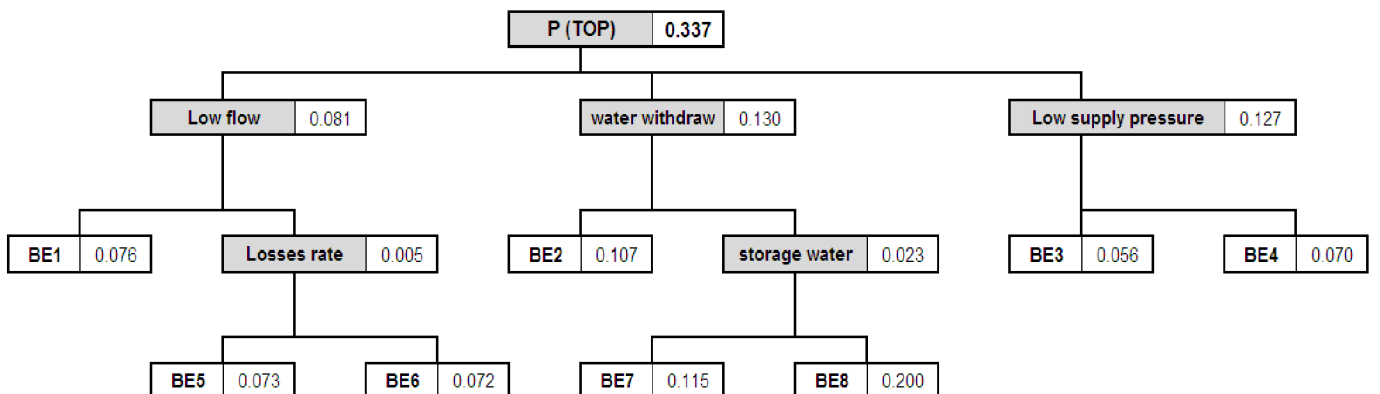 P (TOP) 0.337
Low flow 0.081 water withdraw 0.130 Low supply pressure 0.127
BE1 0.076 Losses rate 0.005 BE2 0.107 storage water 0.023 BE3 0.056 BE4 0.070
BE5 0.073 BE6 0.072 BE7 0.115 BE8 0.200